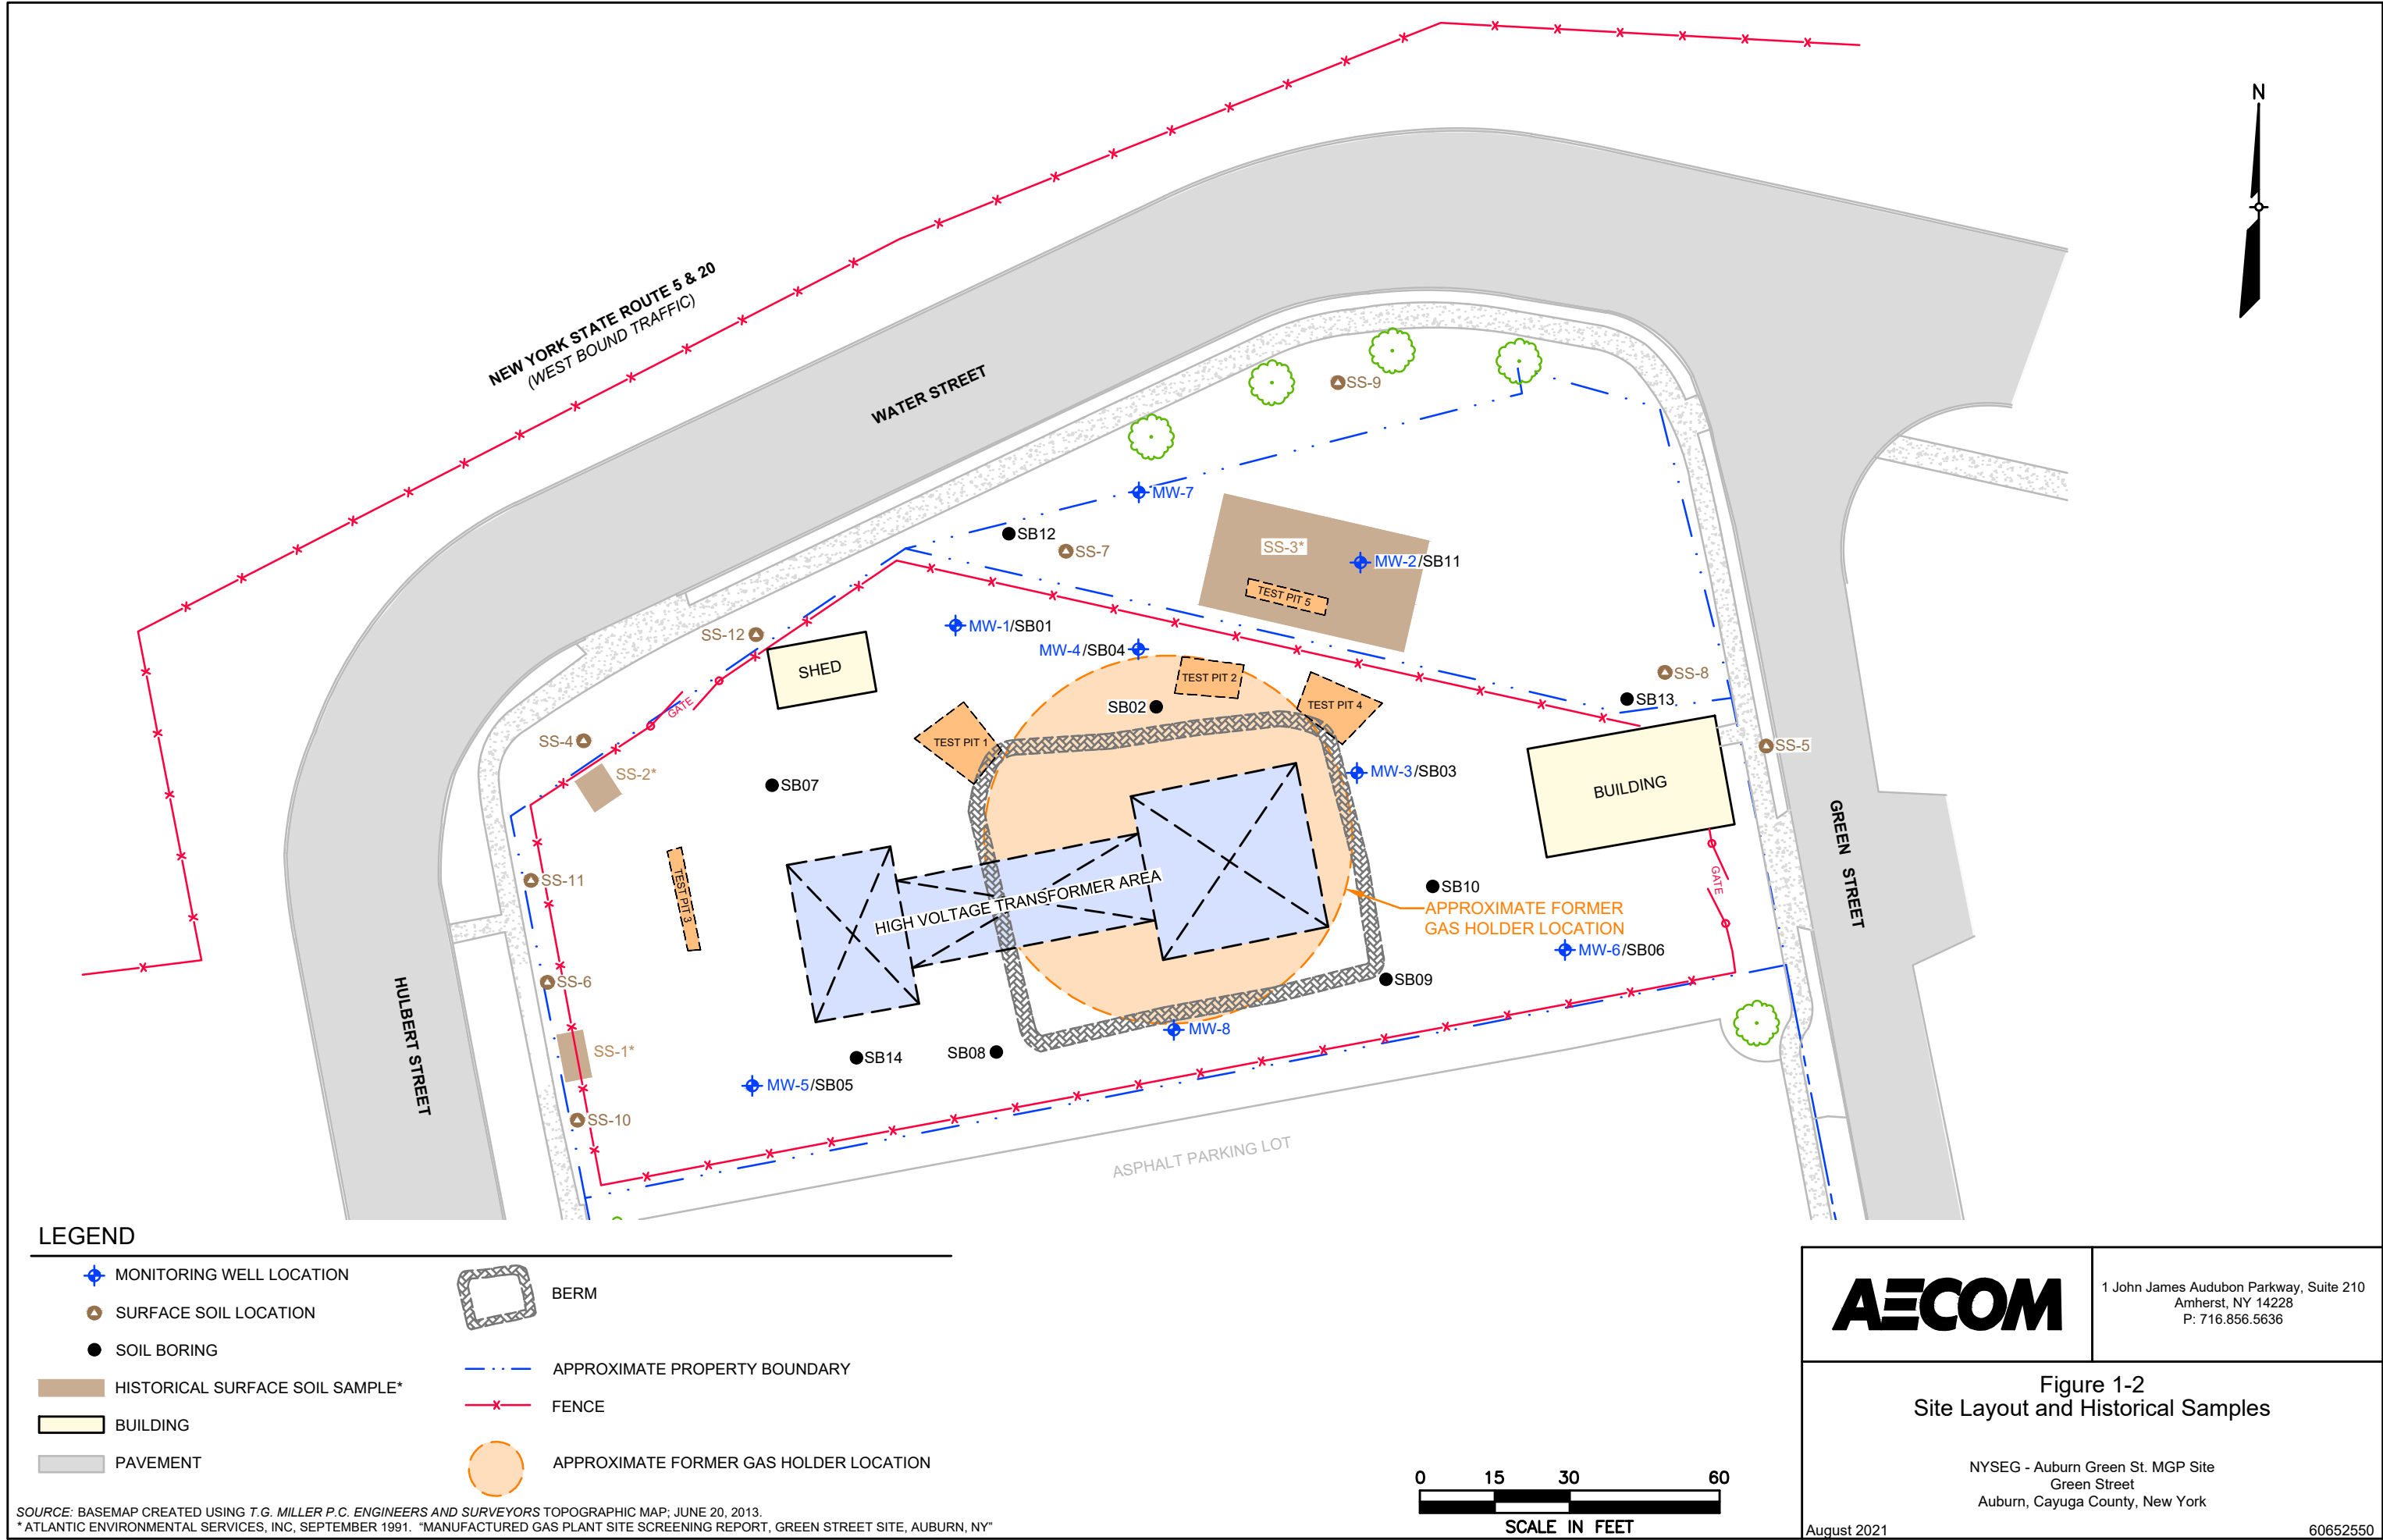 N
NEW YORK STATE ROUTE 5 & 20
(WEST BOUND TRAFFIC)
WATER STREET
SS-9
MW-7
SB12
SS-7
SS-3*
MW-2/SB11
TEST PIT 5
SS-12
MW-1/SB01
MW-4/SB04
SHED
TEST PIT 2
SS-8
SB13
GATE
SB02
TEST PIT 4
SS-4
TEST PIT 1
SS-5
SS-2*
SB07
MW-3/SB03
BUILDING
GREEN STREET
SS-11
TEST PIT 3
HIGH VOLTAGE TRANSFORMER AREA
SB10
GATE
APPROXIMATE FORMER
GAS HOLDER LOCATION
MW-6/SB06
SS-6
SB09
HULBERT STREET
SS-1*
MW-8
SB14
SB08
MW-5/SB05
SS-10
ASPHALT PARKING LOT
LEGEND
MONITORING WELL LOCATION
SURFACE SOIL LOCATION
SOIL BORING
HISTORICAL SURFACE SOIL SAMPLE*
BUILDING
PAVEMENT
BERM
APPROXIMATE PROPERTY BOUNDARY
FENCE
APPROXIMATE FORMER GAS HOLDER LOCATION
SOURCE: BASEMAP CREATED USING T.G. MILLER P.C. ENGINEERS AND SURVEYORS TOPOGRAPHIC MAP; JUNE 20, 2013.
* ATLANTIC ENVIRONMENTAL SERVICES, INC, SEPTEMBER 1991. “MANUFACTURED GAS PLANT SITE SCREENING REPORT, GREEN STREET SITE, AUBURN, NY”
0 15 30 60
SCALE IN FEET
AECOM
1 John James Audubon Parkway, Suite 210
Amherst, NY 14228
P: 716.856.5636
Figure 1-2
Site Layout and Historical Samples
NYSEG - Auburn Green St. MGP Site
Green Street
Auburn, Cayuga County, New York
August 2021
60652550